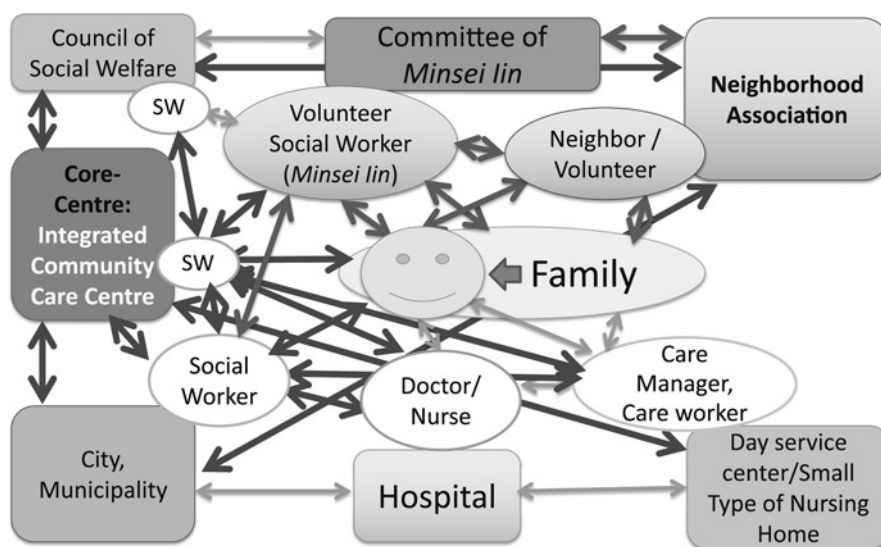 Council of
Social Welfare
Committee of
Minsei Iin
Neighborhood
Association
SW
Volunteer
Social Worker
(Minsei Iin)
Neighbor /
Volunteer
Core-
Centre:
Integrated
Community
Care Centre
SW
Family
Social
Worker
Doctor/
Nurse
Care
Manager,
Care worker
City,
Municipality
Hospital
Day service
center/Small
Type of Nursing
Home